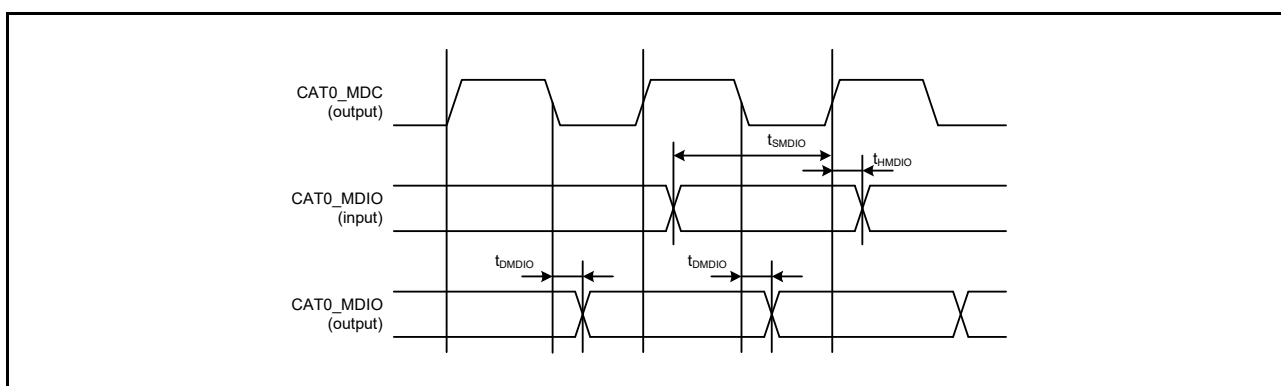 CAT0_MDC
(output)
tSMDIO
tHMDIO
CAT0_MDIO
(input)
tDMDIO
tDMDIO
CAT0_MDIO
(output)